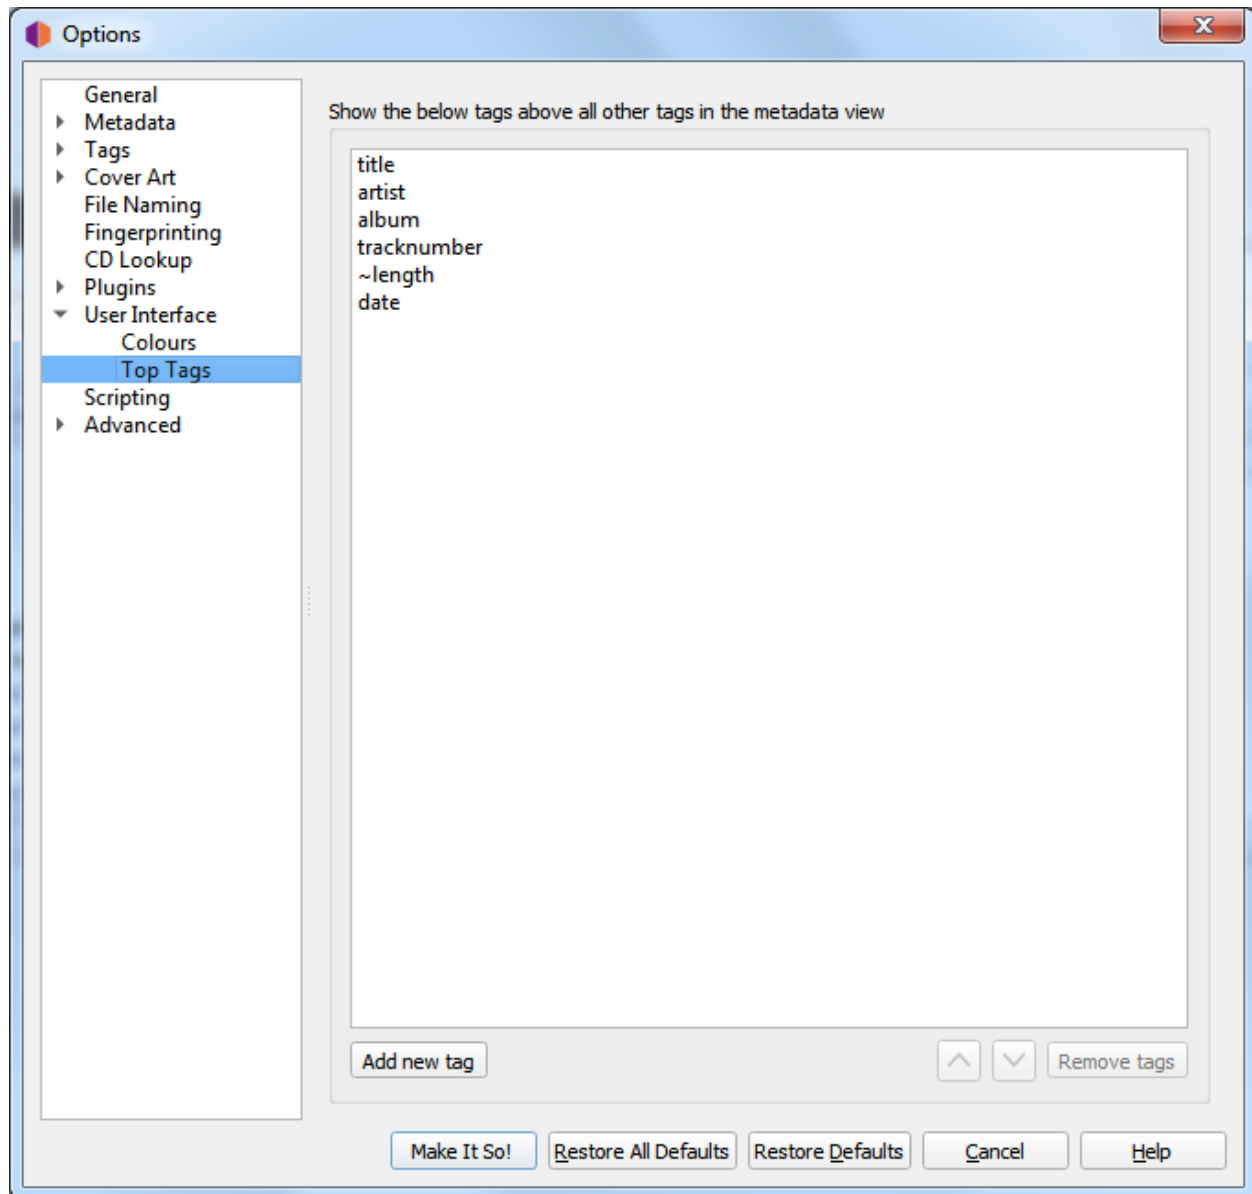 Options
General
Metadata
Tags
Cover Art
File Naming
Fingerprinting
CD Lookup
Plugins
User Interface
Colours
Top Tags
Scripting
Advanced
Show the below tags above all other tags in the metadata view
title
artist
album
tracknumber
~length
date
Add new tag
Remove tags
Make It So!
Restore All Defaults
Restore Defaults
Cancel
Help